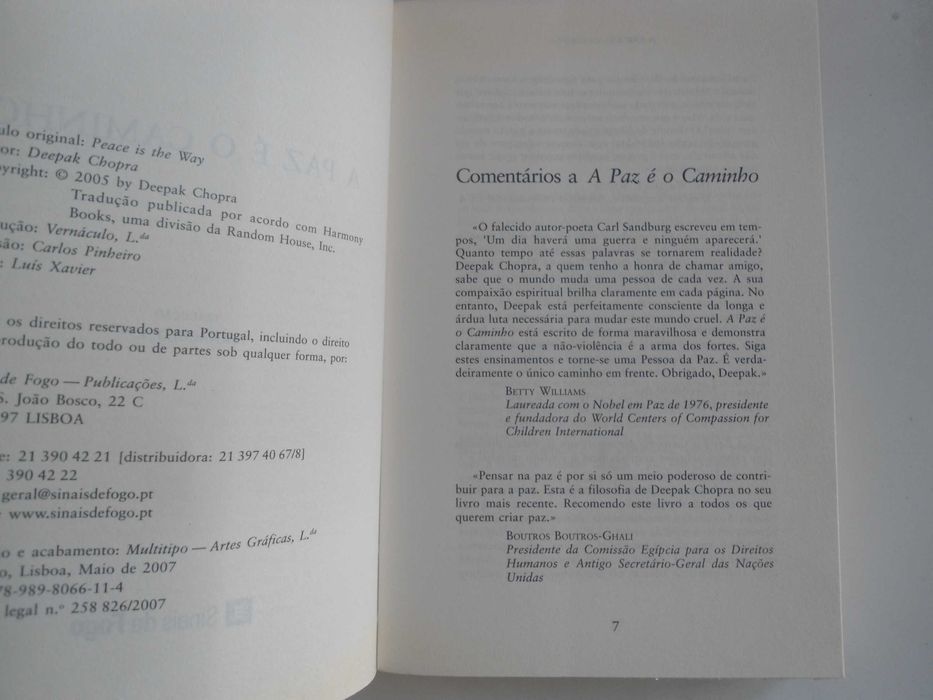 original: Peace is the Way
Deepak Chopra
© 2005 by Deepak Chopra
Tradução publicada por acordo com Harmony
Books, uma divisão da Random House, Inc.
Vernáculo, L.da
Carlos Pinheiro
Luís Xavier
os direitos reservados para Portugal, incluindo o direito
do todo ou de partes sob qualquer forma, por:
de Fogo — Publicações, L.da
S. João Bosco, 22 C
97 LISBOA
21 390 42 21 [distribuidora: 21 397 40 67/8]
390 42 22
geral@sinaisdefogo.pt
www.sinaisdefogo.pt
o e acabamento: Multitipo — Artes Gráficas, L.da
Lisboa, Maio de 2007
78-989-8066-11-4
legal n.º 258 826/2007
Comentários a A Paz é o Caminho
«O falecido autor-poeta Carl Sandburg escreveu em tem-
pos, 'Um dia haverá uma guerra e ninguém aparecerá.'
Quanto tempo até essas palavras se tornarem realidade?
Deepak Chopra, a quem tenho a honra de chamar amigo,
sabe que o mundo muda uma pessoa de cada vez. A sua
compaixão espiritual brilha claramente em cada página. No
entanto, Deepak está perfeitamente consciente da longa e
árdua luta necessária para mudar este mundo cruel. A Paz é
o Caminho está escrito de forma maravilhosa e demonstra
claramente que a não-violência é a arma dos fortes. Siga
estes ensinamentos e torne-se uma Pessoa da Paz. É verda-
deiramente o único caminho em frente. Obrigado, Deepak.»
BETTY WILLIAMS
Laureada com o Nobel em Paz de 1976, presidente
e fundadora do World Centers of Compassion for
Children International
«Pensar na paz é por si só um meio poderoso de contri-
buir para a paz. Esta é a filosofia de Deepak Chopra no seu
livro mais recente. Recomendo este livro a todos os que
querem criar paz.»
BOUTROS BOUTROS-GHALI
Presidente da Comissão Egípcia para os Direitos
Humanos e Antigo Secretário-Geral das Nações
Unidas
7